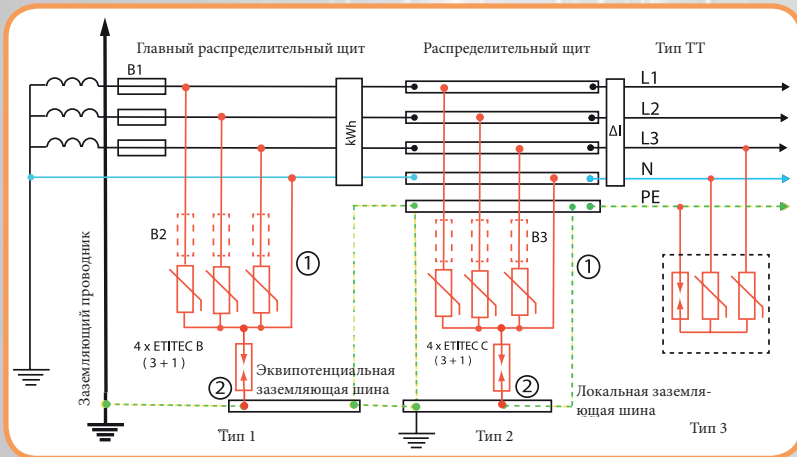 Главный распределительный щит
Распределительный щит
Тип ТТ
B1
L1
L2
L3
N
PE
kWh
ΔI
B2
B3
1
1
4 x ETITEC B
( 3 + 1 )
4 x ETITEC C
( 3 + 1 )
2
2
Эквипотенциальная
заземляющая шина
Локальная заземля-
ющая шина
Заземляющий проводник
Тип 1
Тип 2
Тип 3